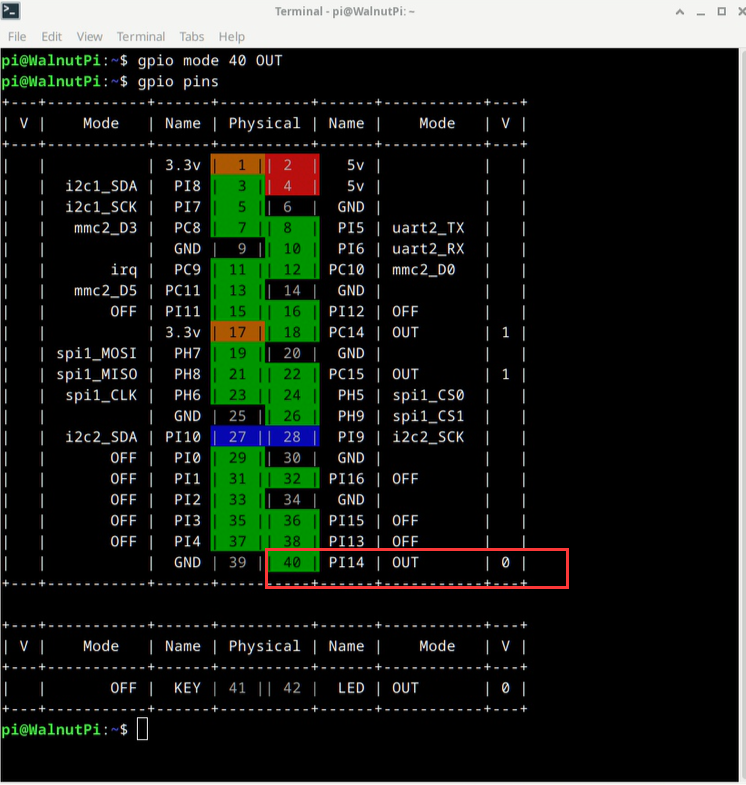 Terminal - pi@WalnutPi: ~
File Edit View Terminal Tabs Help
pi@WalnutPi:~$ gpio mode 40 OUT
pi@WalnutPi:~$ gpio pins
+---+-----------+------+----------+------+-----------+---+
| V |    Mode   | Name | Physical | Name |    Mode   | V |
+---+-----------+------+----------+------+-----------+---+
|   |           | 3.3v |  1 || 2  |   5v |           |   |
|   |  i2c1_SDA |  PI8 |  3 || 4  |   5v |           |   |
|   |  i2c1_SCK |  PI7 |  5 || 6  |  GND |           |   |
|   |   mmc2_D3 |  PC8 |  7 || 8  |  PI5 | uart2_TX  |   |
|   |           |  GND |  9 || 10 |  PI6 | uart2_RX  |   |
|   |       irq |  PC9 | 11 || 12 | PC10 | mmc2_D0   |   |
|   |   mmc2_D5 | PC11 | 13 || 14 |  GND |           |   |
|   |       OFF | PI11 | 15 || 16 | PI12 | OFF       |   |
|   |           | 3.3v | 17 || 18 | PC14 | OUT       | 1 |
|   | spi1_MOSI |  PH7 | 19 || 20 |  GND |           |   |
|   | spi1_MISO |  PH8 | 21 || 22 | PC15 | OUT       | 1 |
|   |  spi1_CLK |  PH6 | 23 || 24 |  PH5 | spi1_CS0  |   |
|   |           |  GND | 25 || 26 |  PH9 | spi1_CS1  |   |
|   |  i2c2_SDA | PI10 | 27 || 28 |  PI9 | i2c2_SCK  |   |
|   |       OFF |  PI0 | 29 || 30 |  GND |           |   |
|   |       OFF |  PI1 | 31 || 32 | PI16 | OFF       |   |
|   |       OFF |  PI2 | 33 || 34 |  GND |           |   |
|   |       OFF |  PI3 | 35 || 36 | PI15 | OFF       |   |
|   |       OFF |  PI4 | 37 || 38 | PI13 | OFF       |   |
|   |           |  GND | 39 || 40 | PI14 | OUT       | 0 |
+---+-----------+------+----------+------+-----------+---+
+---+-----------+------+----------+------+-----------+---+
| V |    Mode   | Name | Physical | Name |    Mode   | V |
+---+-----------+------+----------+------+-----------+---+
|   |       OFF |  KEY | 41 || 42 |  LED | OUT       | 0 |
+---+-----------+------+----------+------+-----------+---+
pi@WalnutPi:~$